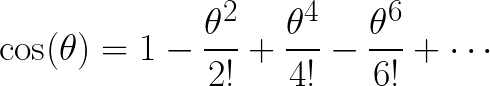 cos(θ) = 1 − θ²/2! + θ⁴/4! − θ⁶/6! + ⋯